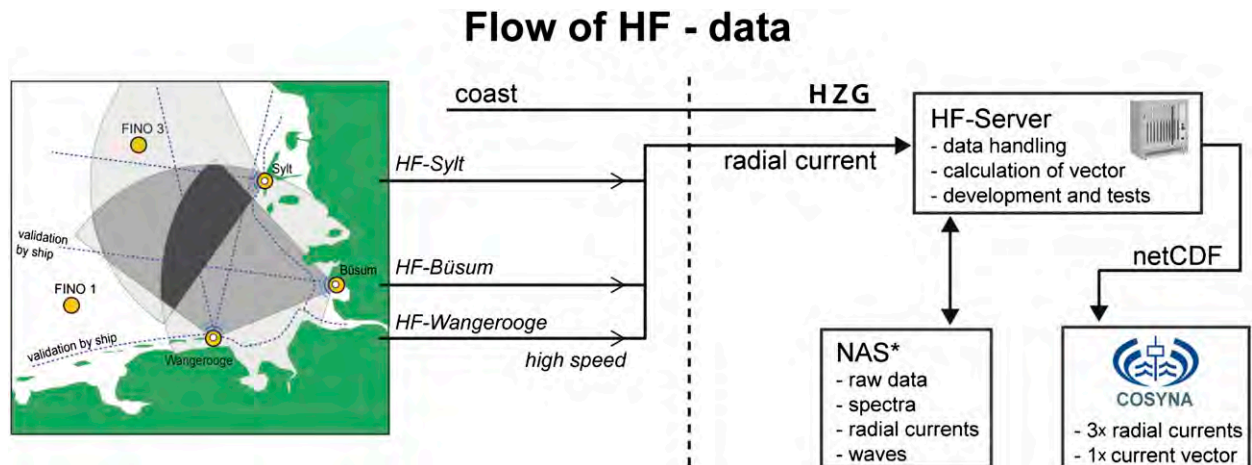 Flow of HF - data
FINO 3
Sylt
validation
by ship
Büsum
FINO 1
validation by ship
Wangerooge
coast
HZG
HF-Sylt
HF-Büsum
HF-Wangerooge
high speed
radial current
HF-Server
- data handling
- calculation of vector
- development and tests
netCDF
NAS*
- raw data
- spectra
- radial currents
- waves
COSYNA
- 3x radial currents
- 1x current vector